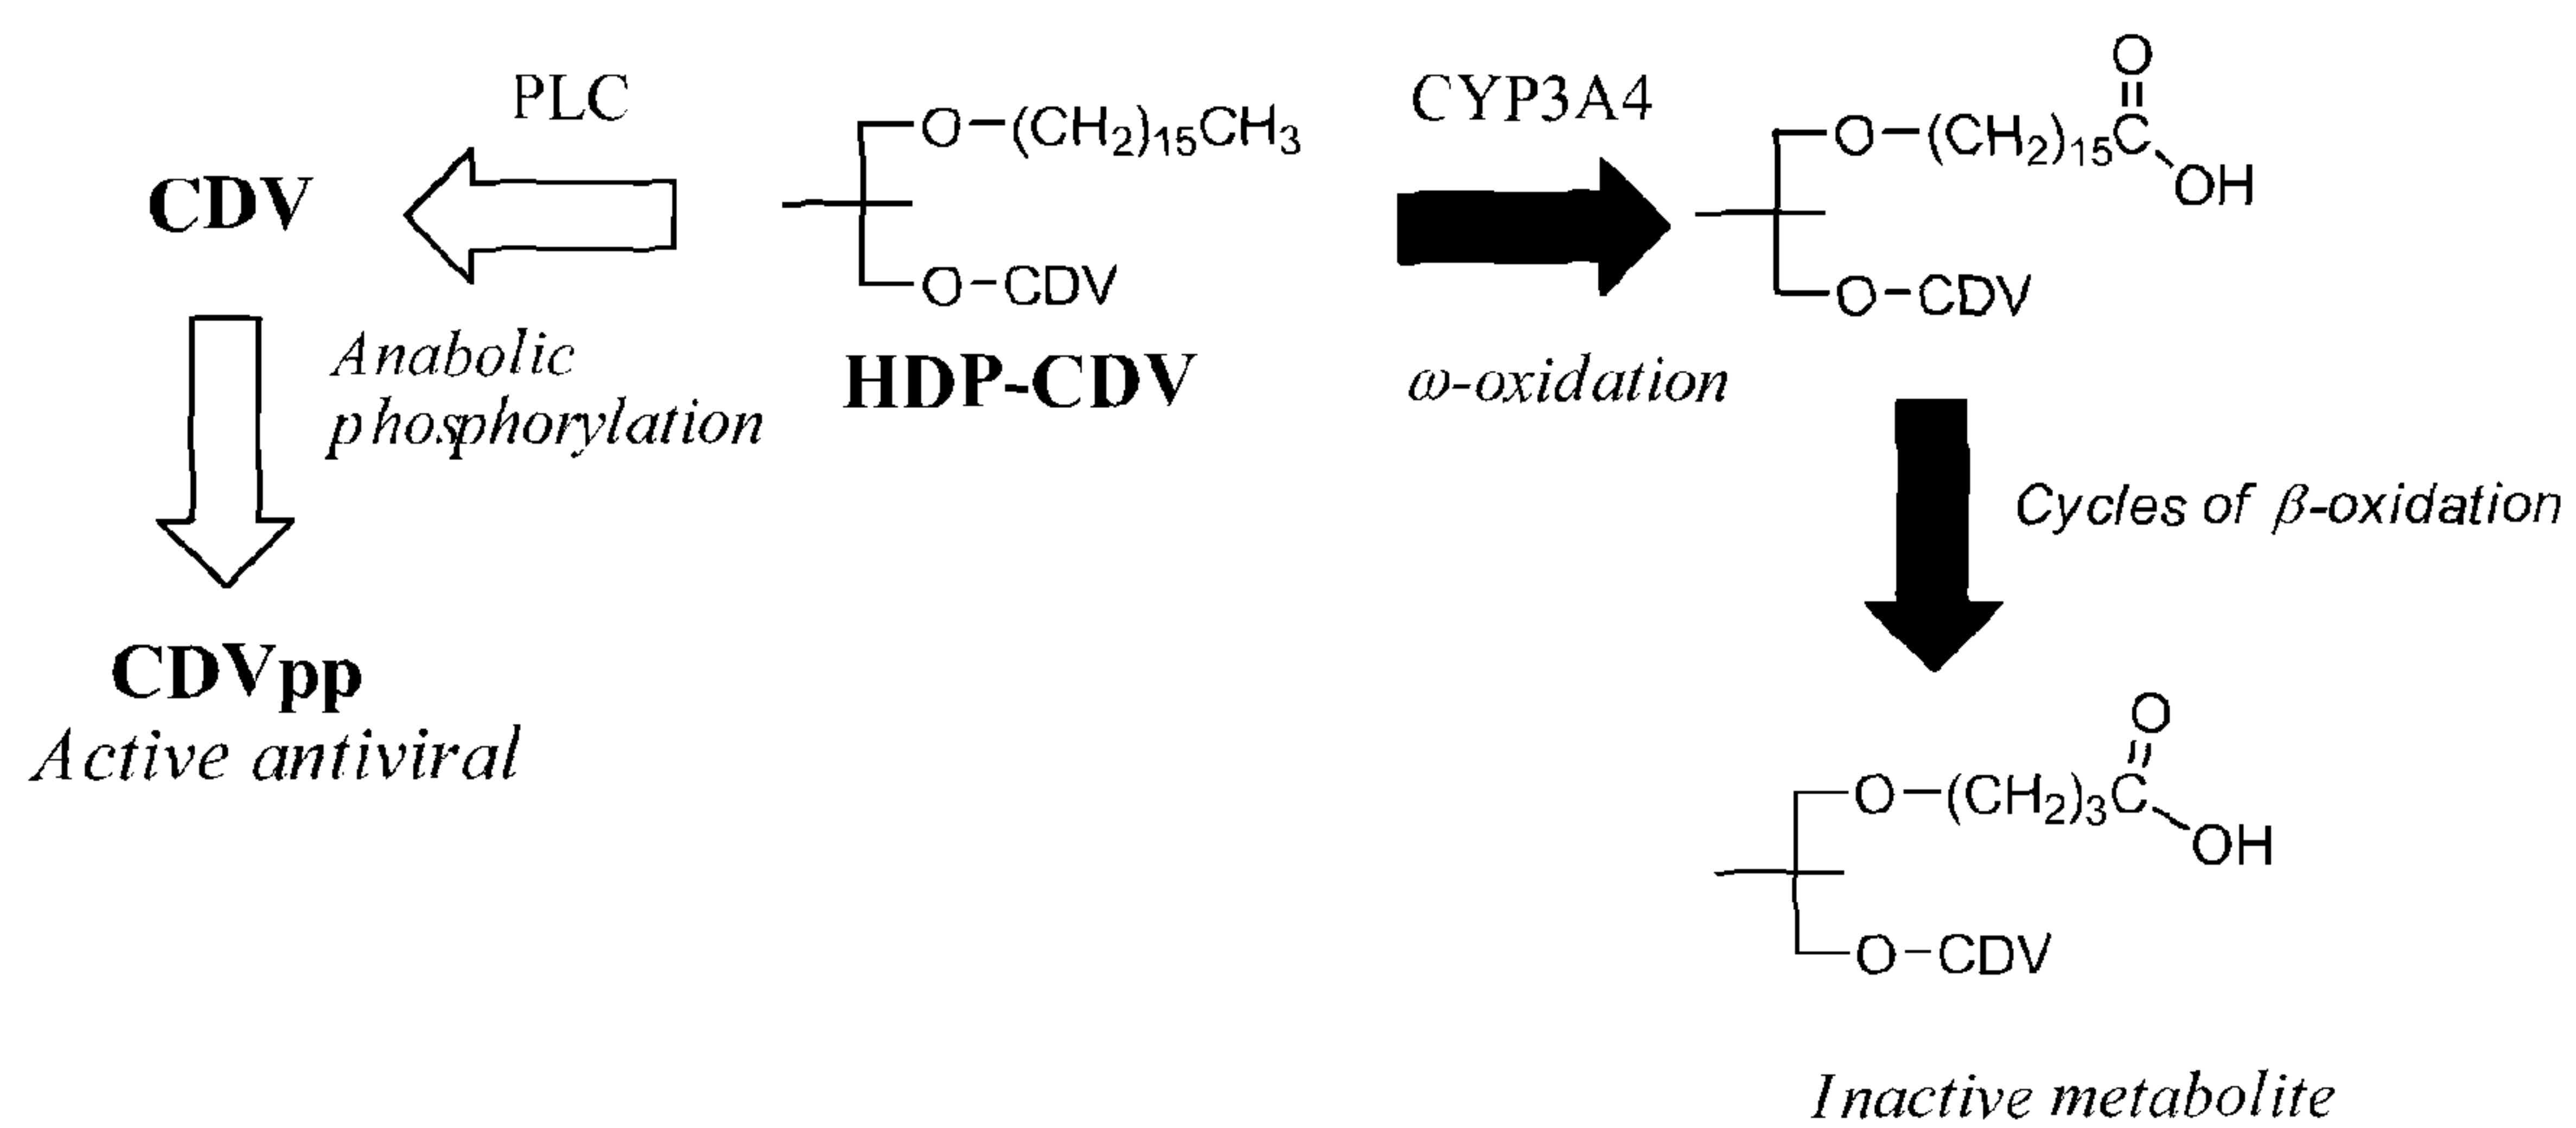 PLC
CDV
Anabolic
phosphorylation
CDVpp
Active antiviral
O−(CH2)15CH3
O−CDV
HDP-CDV
CYP3A4
ω-oxidation
O
O−(CH2)15C
OH
O−CDV
Cycles of β-oxidation
O
O−(CH2)3C
OH
O−CDV
Inactive metabolite